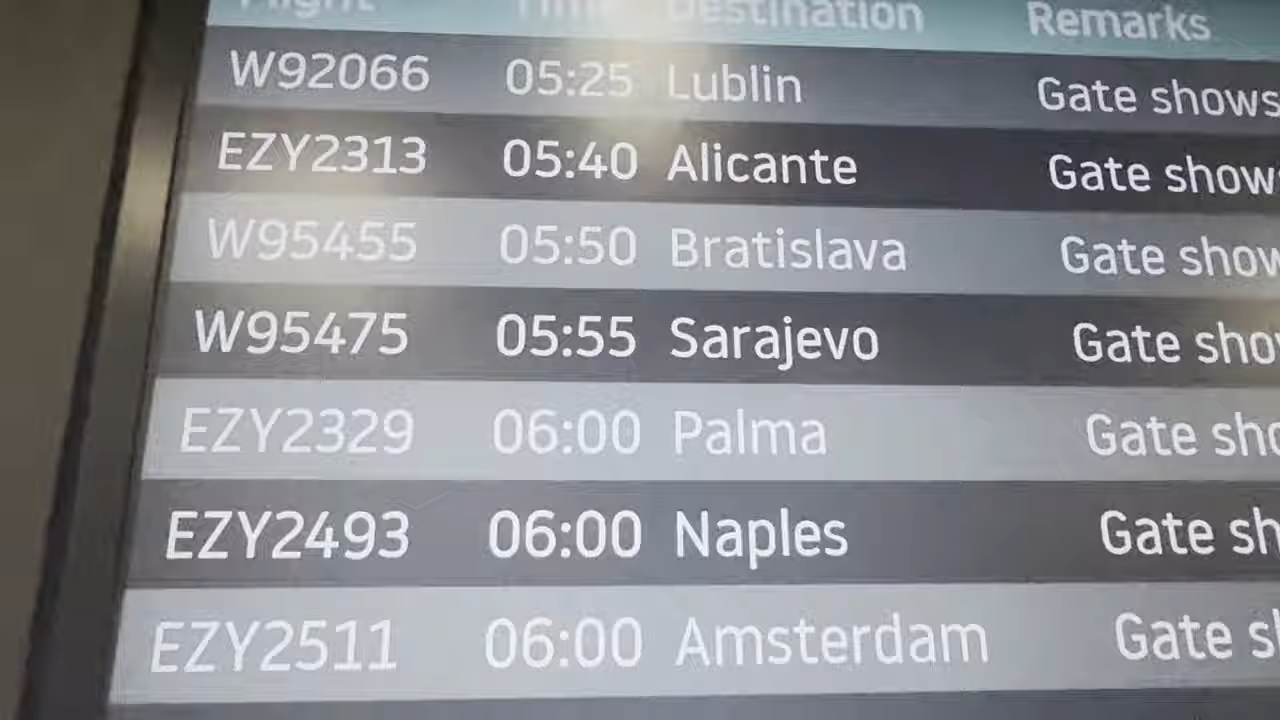 Flight Time Destination Remarks
W92066 05:25 Lublin Gate shows
EZY2313 05:40 Alicante Gate show
W95455 05:50 Bratislava Gate show
W95475 05:55 Sarajevo Gate sho
EZY2329 06:00 Palma Gate sho
EZY2493 06:00 Naples Gate sh
EZY2511 06:00 Amsterdam Gate s